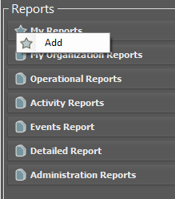 Reports
My Reports
Add
My Organization Reports
Operational Reports
Activity Reports
Events Report
Detailed Report
Administration Reports